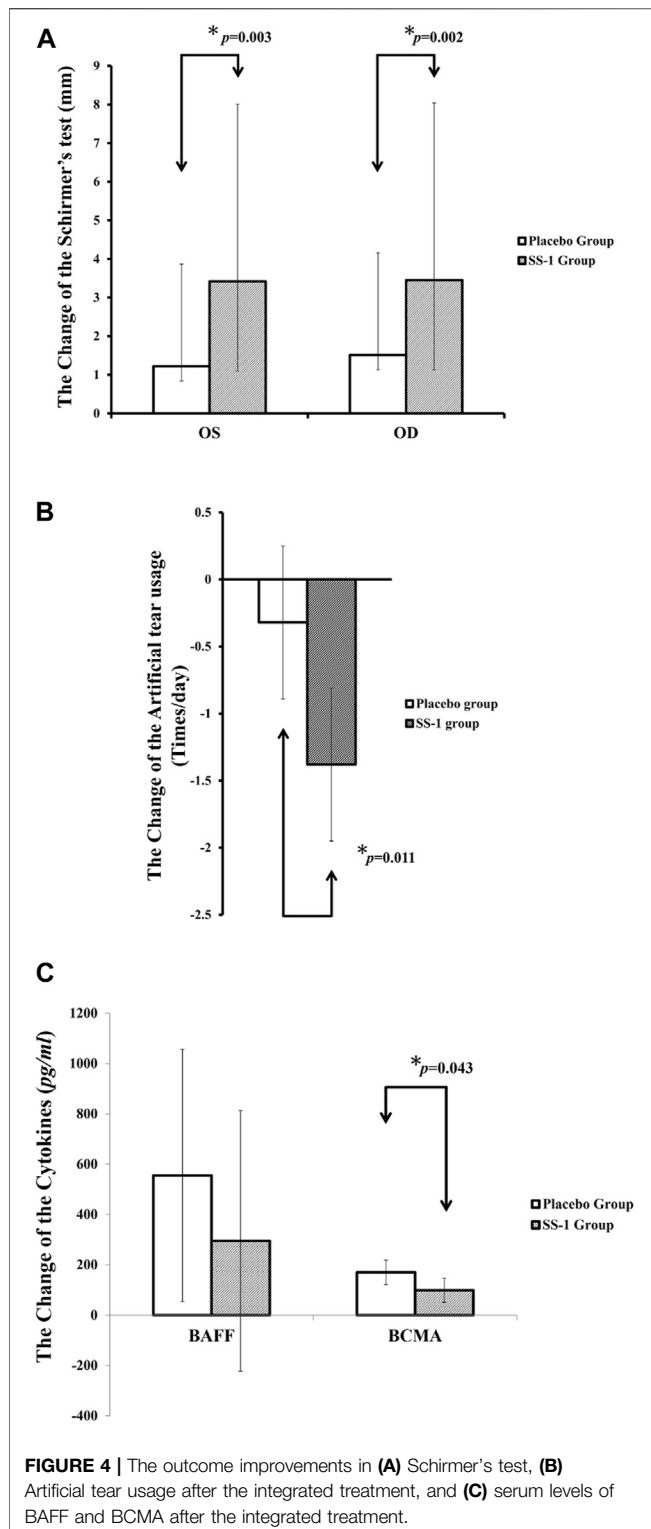 A
*p=0.003
*p=0.002
The Change of the Schirmer's test (mm)
9
8
7
6
5
4
3
2
1
0
OS
OD
Placebo Group
SS-1 Group
B
The Change of the Artificial tear usage
(Times/day)
0.5
0
-0.5
-1
-1.5
-2
-2.5
Placebo group
SS-1 group
*p=0.011
C
The Change of the Cytokines (pg/ml)
1200
1000
800
600
400
200
0
-200
-400
*p=0.043
BAFF
BCMA
Placebo Group
SS-1 Group
FIGURE 4 | The outcome improvements in (A) Schirmer's test, (B)
Artificial tear usage after the integrated treatment, and (C) serum levels of
BAFF and BCMA after the integrated treatment.